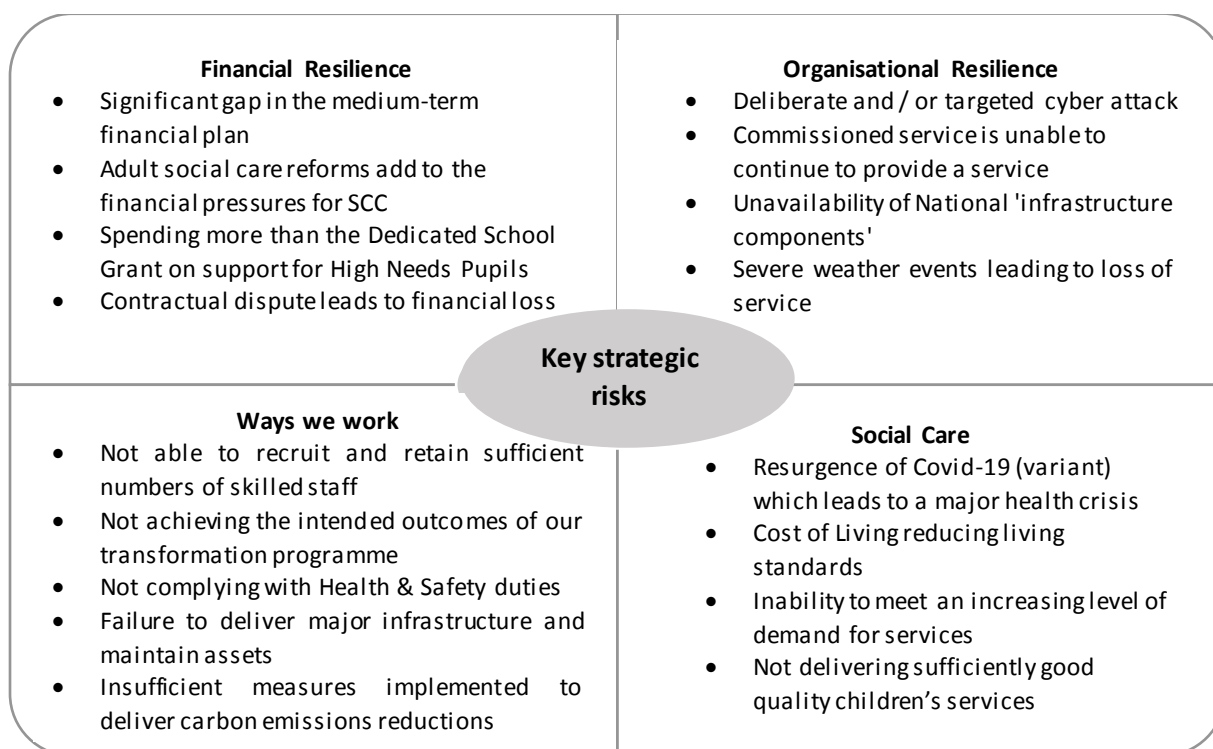 Financial Resilience
• Significant gap in the medium-term
financial plan
• Adult social care reforms add to the
financial pressures for SCC
• Spending more than the Dedicated School
Grant on support for High Needs Pupils
• Contractual dispute leads to financial loss
Organisational Resilience
• Deliberate and / or targeted cyber attack
• Commissioned service is unable to
continue to provide a service
• Unavailability of National 'infrastructure
components'
• Severe weather events leading to loss of
service
Key strategic
risks
Ways we work
• Not able to recruit and retain sufficient
numbers of skilled staff
• Not achieving the intended outcomes of our
transformation programme
• Not complying with Health & Safety duties
• Failure to deliver major infrastructure and
maintain assets
• Insufficient measures implemented to
deliver carbon emissions reductions
Social Care
• Resurgence of Covid-19 (variant)
which leads to a major health crisis
• Cost of Living reducing living
standards
• Inability to meet an increasing level of
demand for services
• Not delivering sufficiently good
quality children’s services